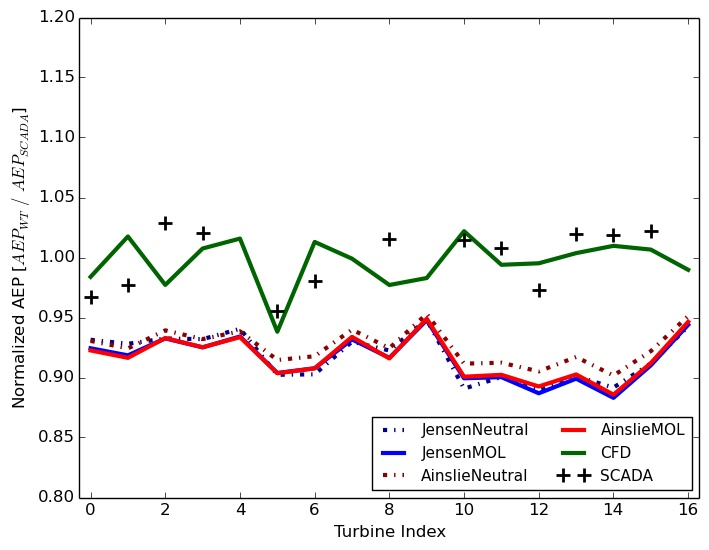 1.20
1.15
1.10
1.05
1.00
0.95
0.90
0.85
0.80
Normalized AEP [AEP_WT / AEP_SCADA]
JensenNeutral
JensenMOL
AinslieNeutral
AinslieMOL
CFD
SCADA
0 2 4 6 8 10 12 14 16
Turbine Index